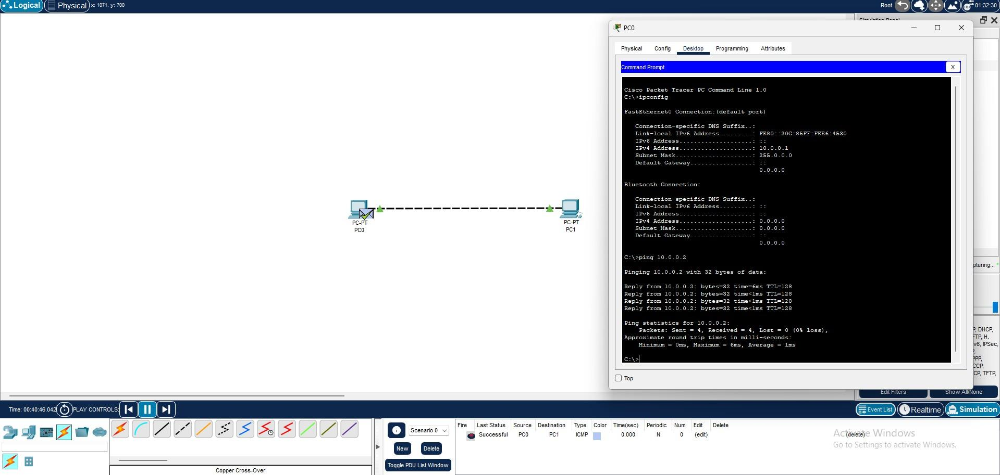 Logical
Physical
x: 1071, y: 700
Root
01:32:30
PC0
Physical
Config
Desktop
Programming
Attributes
Command Prompt
X
Cisco Packet Tracer PC Command Line 1.0
C:\>ipconfig
FastEthernet0 Connection:(default port)
Connection-specific DNS Suffix..:
Link-local IPv6 Address.........: FE80::20C:85FF:FEE6:4530
IPv6 Address....................: ::
IPv4 Address....................: 10.0.0.1
Subnet Mask.....................: 255.0.0.0
Default Gateway.................: ::
0.0.0.0
Bluetooth Connection:
Connection-specific DNS Suffix..:
Link-local IPv6 Address.........: ::
IPv6 Address....................: ::
IPv4 Address....................: 0.0.0.0
Subnet Mask.....................: 0.0.0.0
Default Gateway.................: ::
0.0.0.0
C:\>ping 10.0.0.2
Pinging 10.0.0.2 with 32 bytes of data:
Reply from 10.0.0.2: bytes=32 time=6ms TTL=128
Reply from 10.0.0.2: bytes=32 time<1ms TTL=128
Reply from 10.0.0.2: bytes=32 time<1ms TTL=128
Reply from 10.0.0.2: bytes=32 time<1ms TTL=128
Ping statistics for 10.0.0.2:
Packets: Sent = 4, Received = 4, Lost = 0 (0% loss),
Approximate round trip times in milli-seconds:
Minimum = 0ms, Maximum = 6ms, Average = 1ms
C:\>
Top
PC-PT
PC0
PC-PT
PC1
pturing...*
P, DHCP,
FTP, H.
v6, IPSec,
PPP,
CCP,
CP, TFTP,
Edit Filters
Show All/None
Time: 00:40:46.042
PLAY CONTROLS:
Event List
Realtime
Simulation
Scenario 0
New
Delete
Toggle PDU List Window
Copper Cross-Over
Fire Last Status Source Destination Type Color Time(sec) Periodic Num Edit Delete
Successful PC0 PC1 ICMP 0.000 N 0 (edit) (delete)
Activate Windows
Go to Settings to activate Windows.